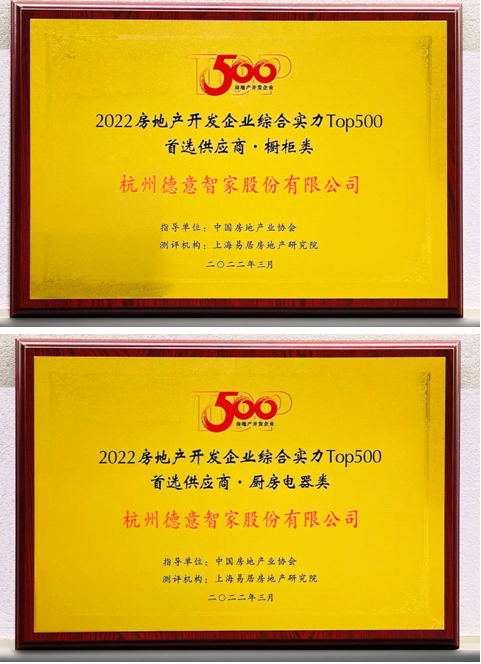 TOP
500
房地产开发企业
2022房地产开发企业综合实力Top500
首选供应商·橱柜类
杭州德意智家股份有限公司
指导单位：中国房地产业协会
测评机构：上海易居房地产研究院
二〇二二年三月
TOP
500
房地产开发企业
2022房地产开发企业综合实力Top500
首选供应商·厨房电器类
杭州德意智家股份有限公司
指导单位：中国房地产业协会
测评机构：上海易居房地产研究院
二〇二二年三月